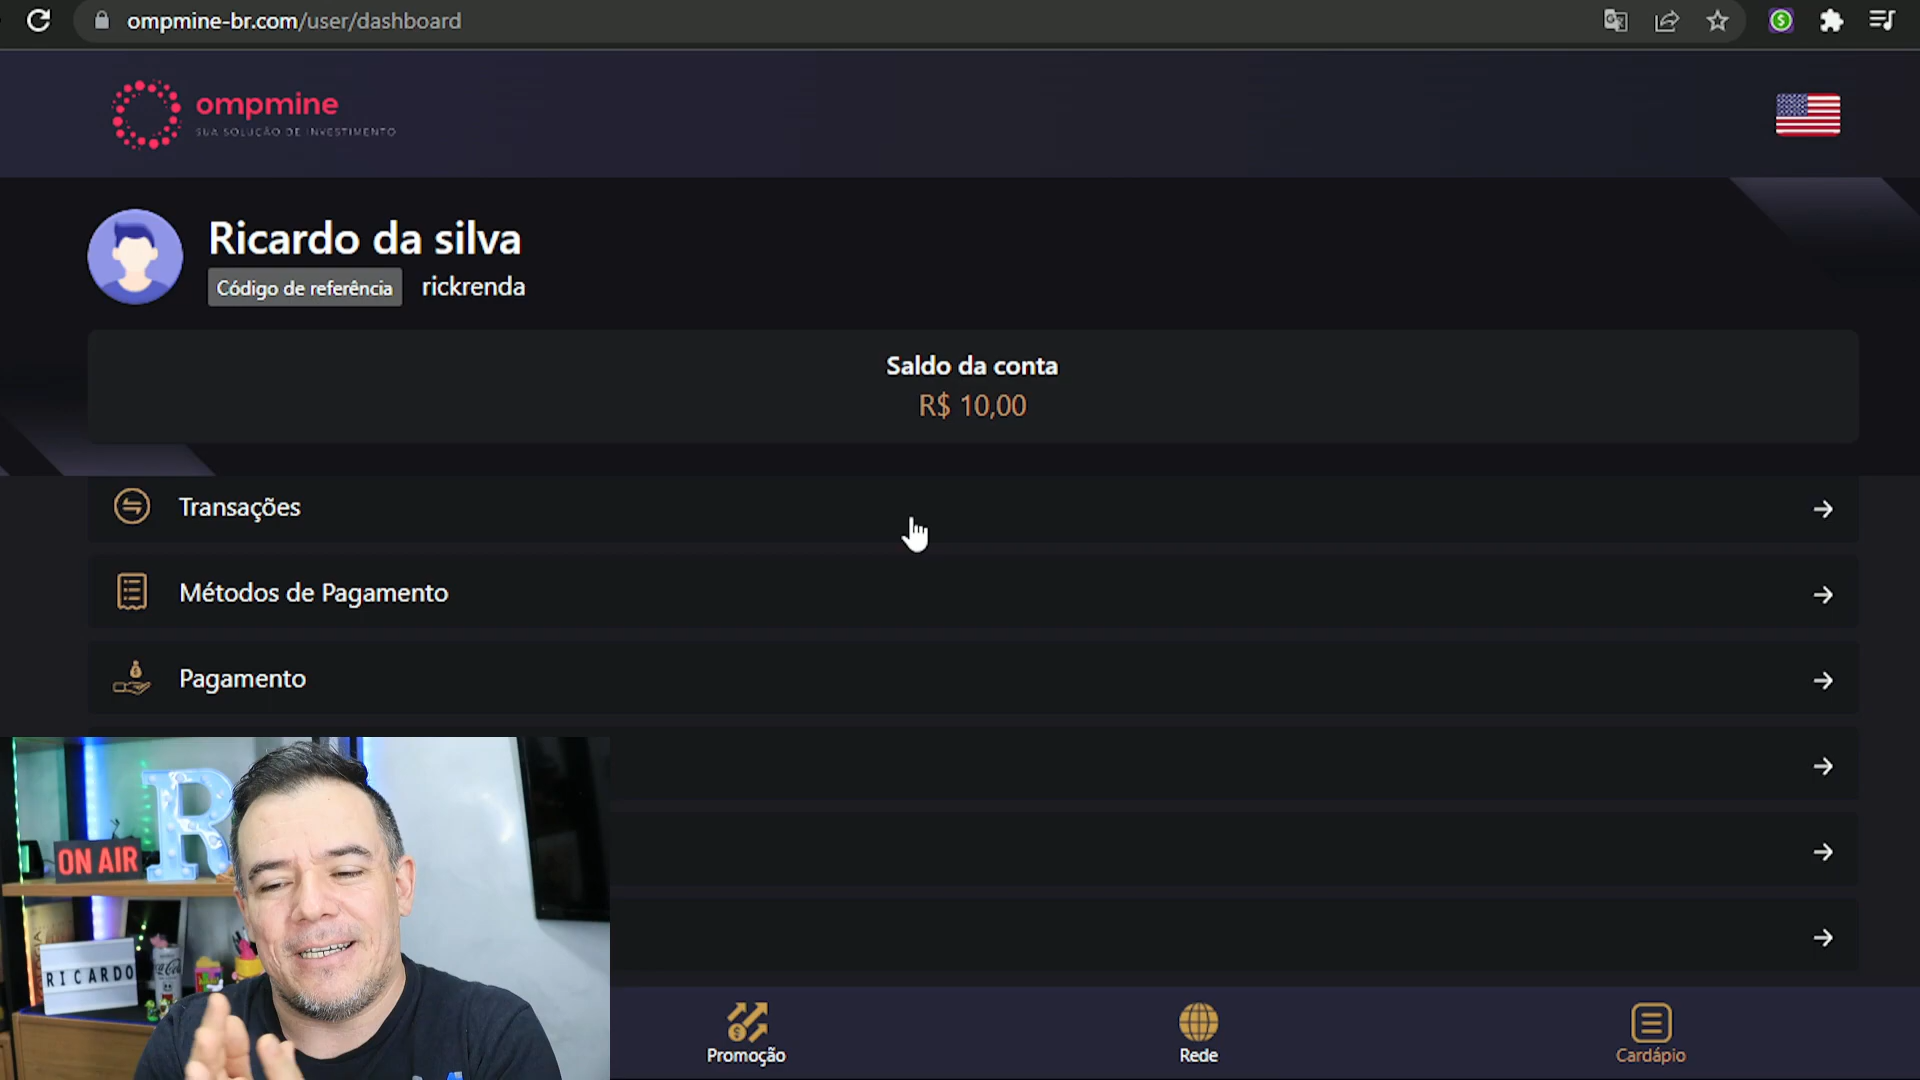 ompmine-br.com/user/dashboard
ompmine
SUA SOLUÇÃO DE INVESTIMENTO
Ricardo da silva
Código de referência
rickrenda
Saldo da conta
R$ 10,00
Transações
Métodos de Pagamento
Pagamento
R
ON AIR
RICARDO
Promoção
Rede
Cardápio